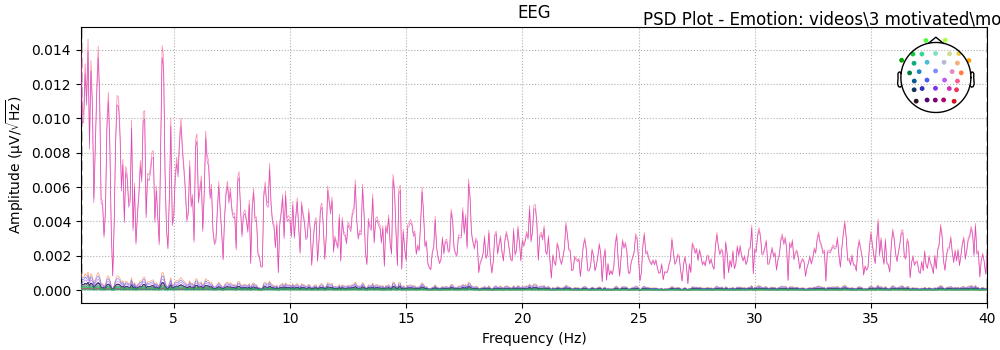 EEG
PSD Plot - Emotion: videos\3 motivated\mo
Amplitude (µV/√Hz)
0.014
0.012
0.010
0.008
0.006
0.004
0.002
0.000
5 10 15 20 25 30 35 40
Frequency (Hz)